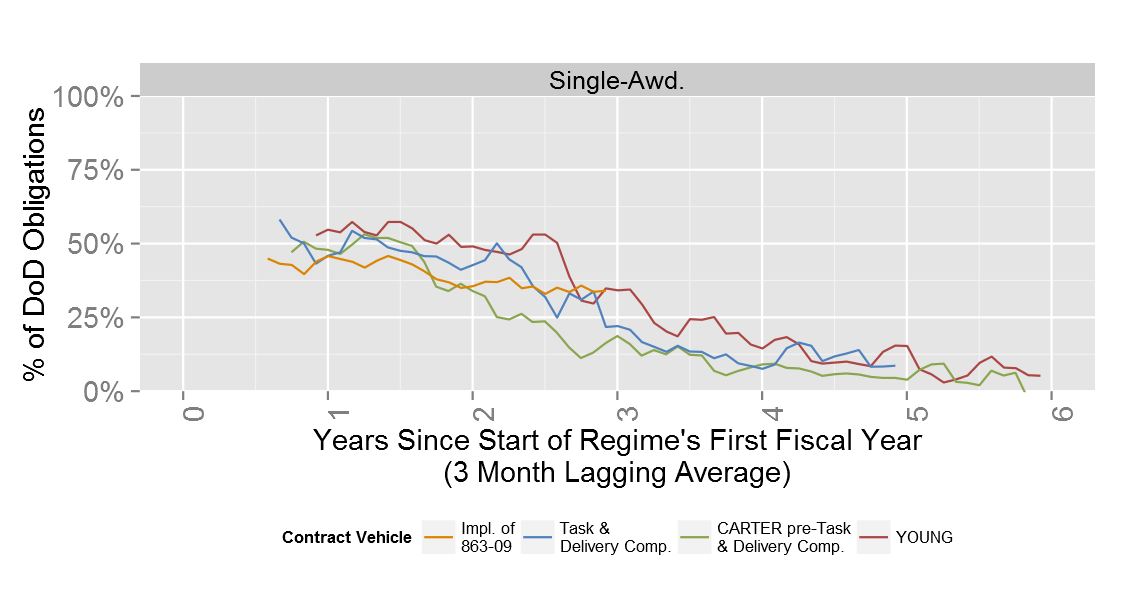 Single-Awd.
100%
75%
50%
25%
0%
% of DoD Obligations
0
1
2
3
4
5
6
Years Since Start of Regime's First Fiscal Year
(3 Month Lagging Average)
Contract Vehicle
Impl. of
863-09
Task &
Delivery Comp.
CARTER pre-Task
& Delivery Comp.
YOUNG